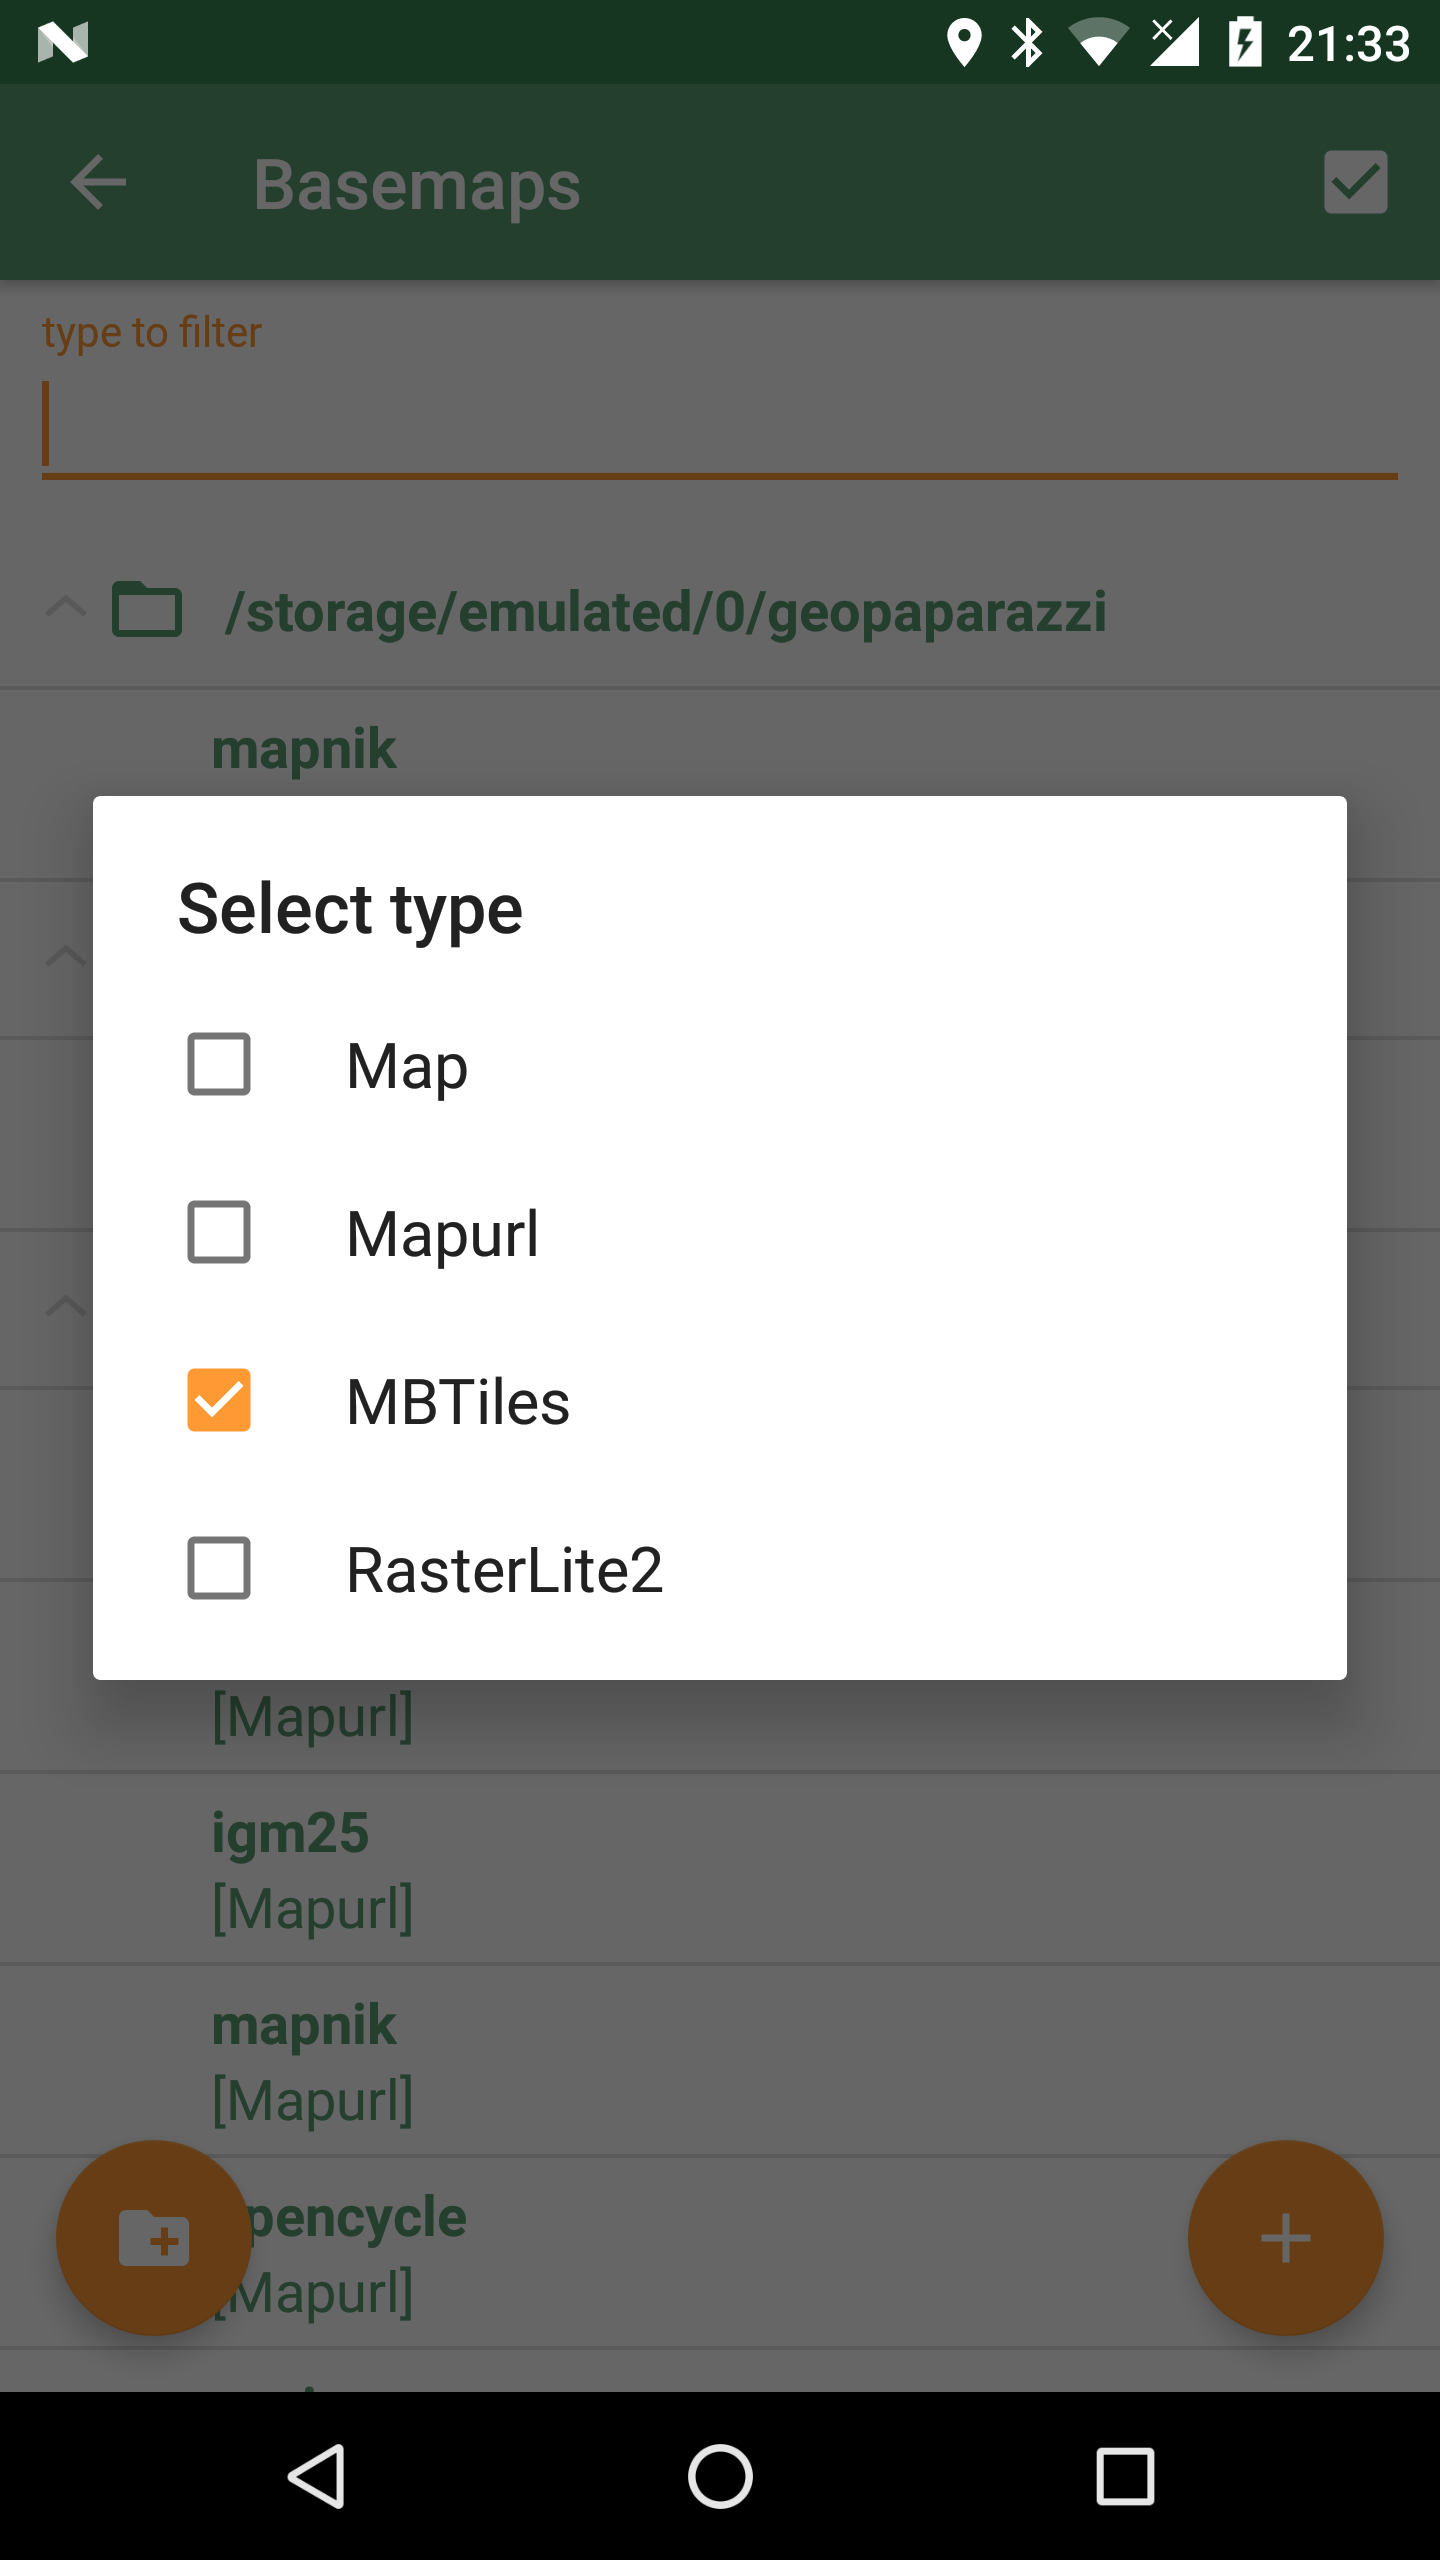 21:33
Basemaps
type to filter
/storage/emulated/0/geopaparazzi
mapnik
Select type
Map
Mapurl
MBTiles
RasterLite2
[Mapurl]
igm25
[Mapurl]
mapnik
[Mapurl]
pencycle
[Mapurl]